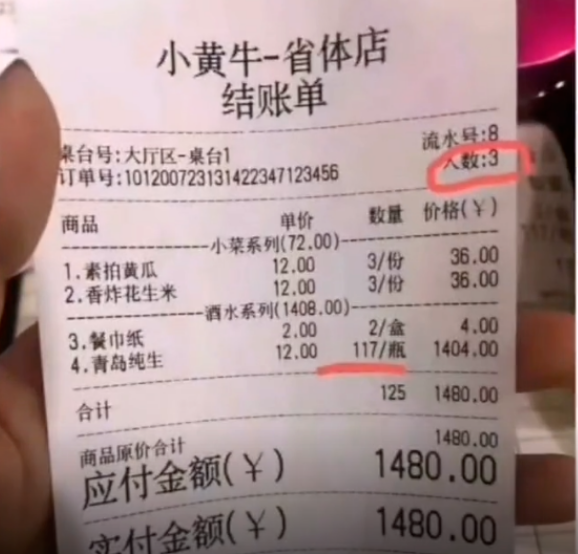 小黄牛-省体店
结账单
流水号:8
桌台号:大厅区-桌台1
人数:3
订单号:101200723131422347123456
商品 单价 数量 价格(¥)
小菜系列(72.00)
1.素拍黄瓜 12.00 3/份 36.00
2.香炸花生米 12.00 3/份 36.00
酒水系列(1408.00)
3.餐巾纸 2.00 2/盒 4.00
4.青岛纯生 12.00 117/瓶 1404.00
合计 125 1480.00
商品原价合计 1480.00
应付金额(¥) 1480.00
实付金额(¥) 1480.00